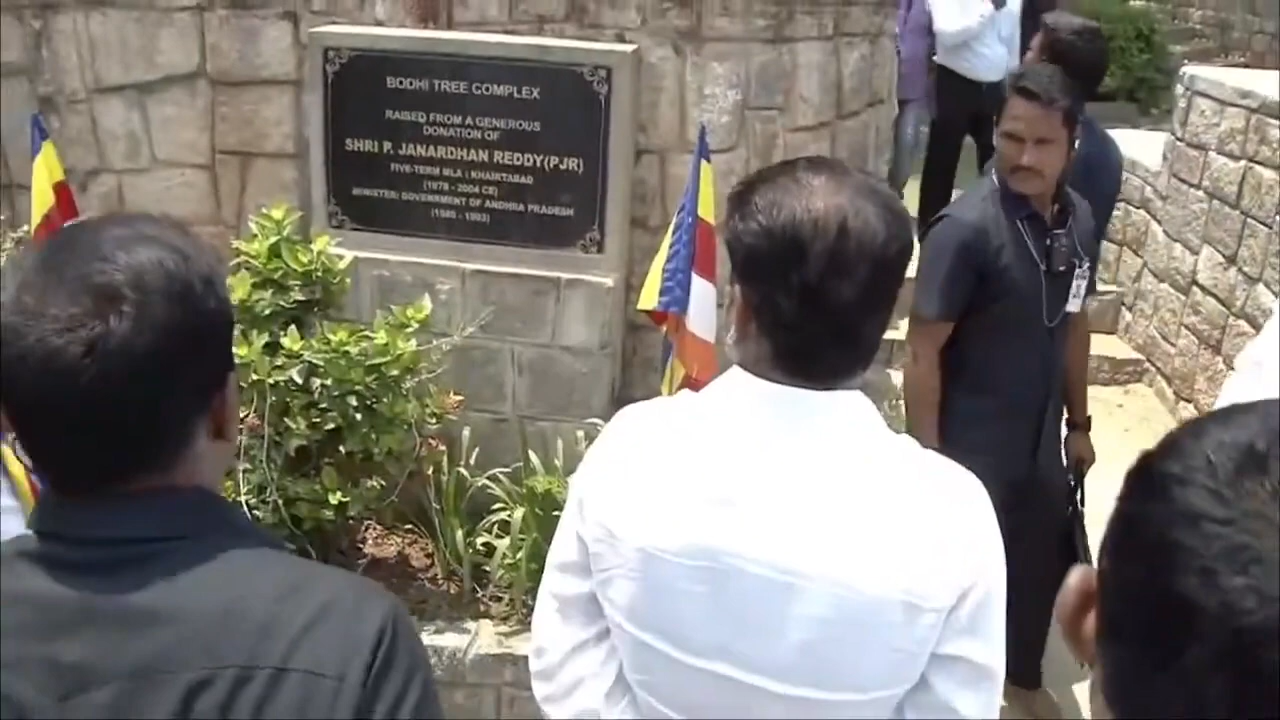 BODHI TREE COMPLEX
RAISED FROM A GENEROUS
DONATION OF
SHRI P. JANARDHAN REDDY(PJR)
FIVE-TERM MLA : KHAIRTABAD
(1978 - 2004 CE)
MINISTER: GOVERNMENT OF ANDHRA PRADESH
(1990 - 1993)